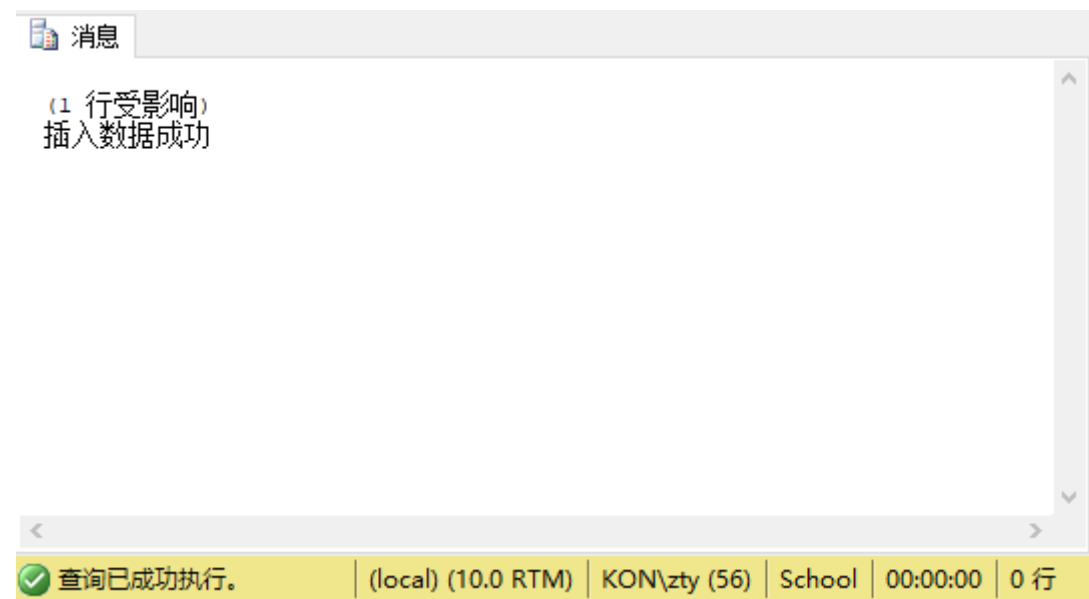 消息
(1 行受影响)
插入数据成功
查询已成功执行。 (local) (10.0 RTM) KON\zty (56) School 00:00:00 0 行